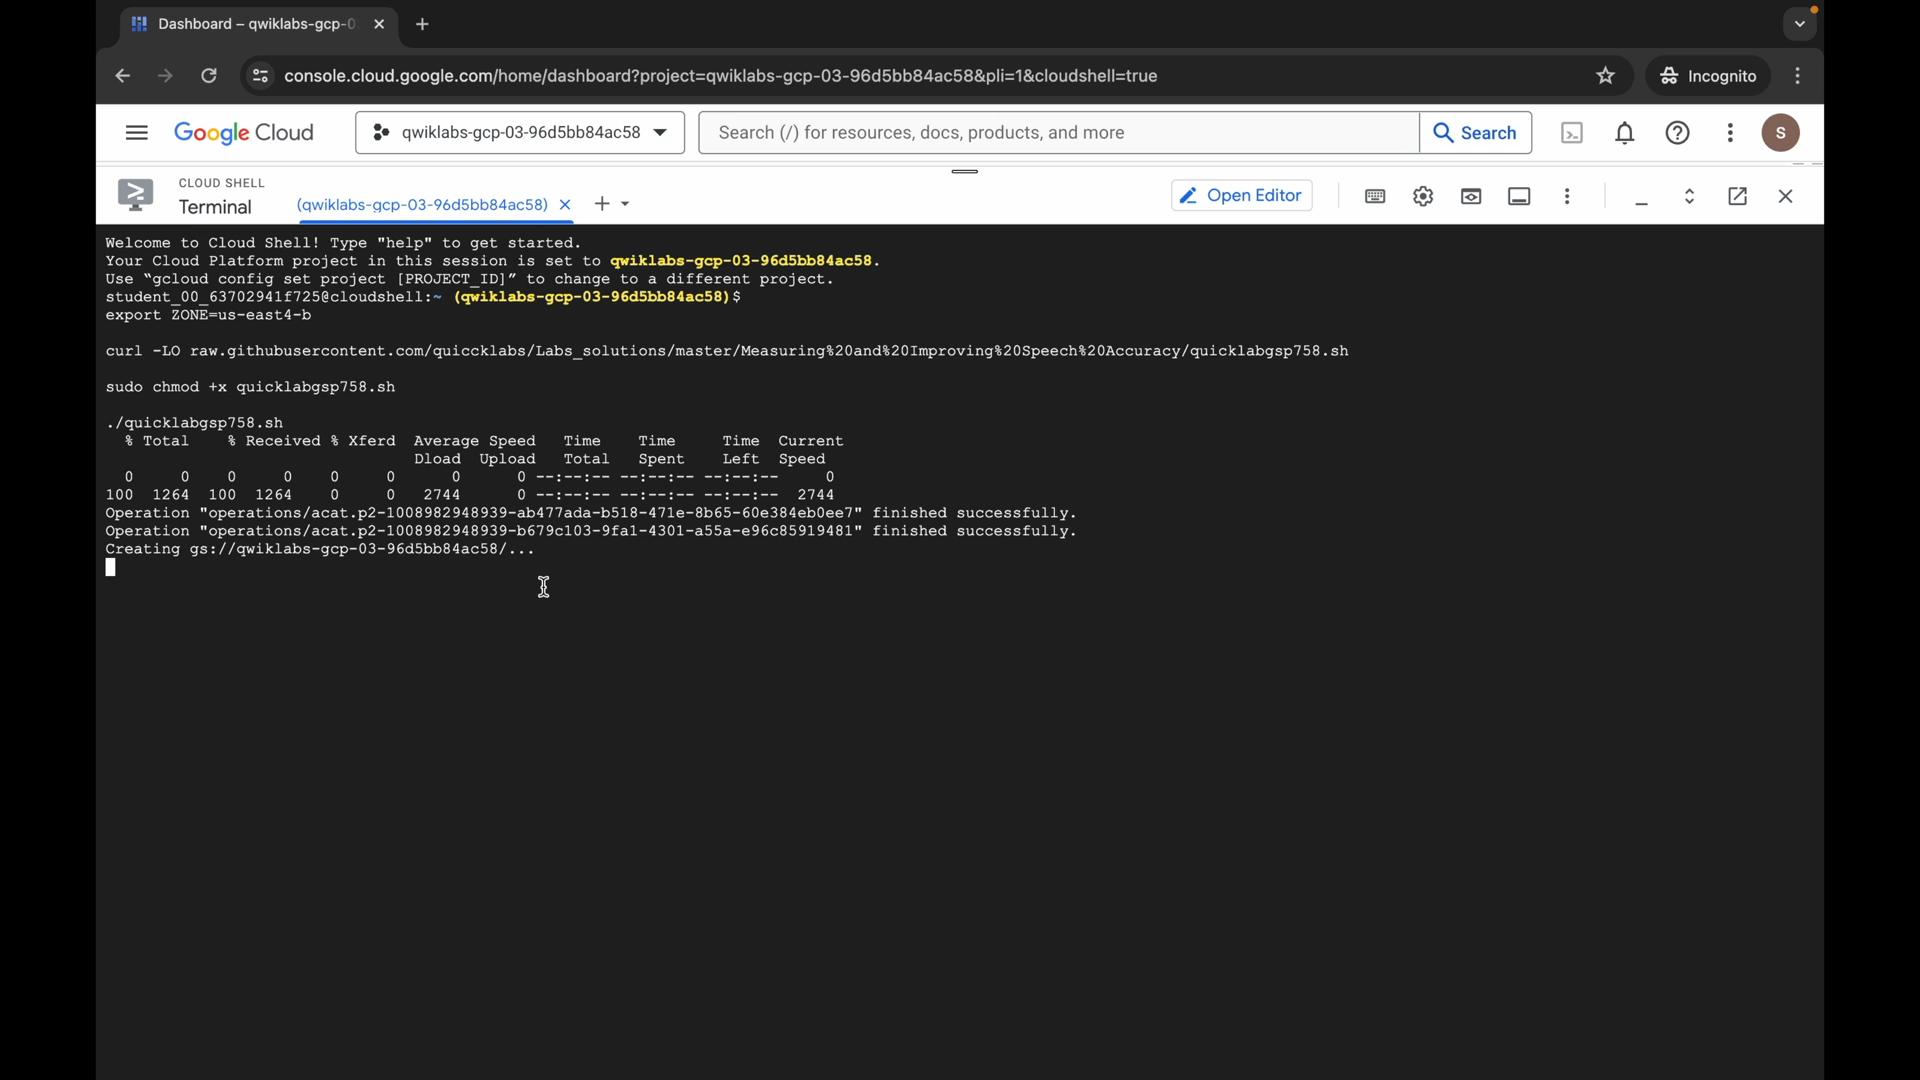 Dashboard – qwiklabs-gcp-0
console.cloud.google.com/home/dashboard?project=qwiklabs-gcp-03-96d5bb84ac58&pli=1&cloudshell=true
Incognito
Google Cloud
qwiklabs-gcp-03-96d5bb84ac58
Search (/) for resources, docs, products, and more
Search
S
CLOUD SHELL
Terminal
(qwiklabs-gcp-03-96d5bb84ac58)
Open Editor
Welcome to Cloud Shell! Type "help" to get started.
Your Cloud Platform project in this session is set to qwiklabs-gcp-03-96d5bb84ac58.
Use “gcloud config set project [PROJECT_ID]” to change to a different project.
student_00_63702941f725@cloudshell:~ (qwiklabs-gcp-03-96d5bb84ac58)$
export ZONE=us-east4-b
curl -LO raw.githubusercontent.com/quiccklabs/Labs_solutions/master/Measuring%20and%20Improving%20Speech%20Accuracy/quicklabgsp758.sh
sudo chmod +x quicklabgsp758.sh
./quicklabgsp758.sh
% Total % Received % Xferd Average Speed Time Time Time Current
Dload Upload Total Spent Left Speed
0 0 0 0 0 0 0 0 --:--:-- --:--:-- --:--:-- 0
100 1264 100 1264 0 0 2744 0 --:--:-- --:--:-- --:--:-- 2744
Operation "operations/acat.p2-1008982948939-ab477ada-b518-471e-8b65-60e384eb0ee7" finished successfully.
Operation "operations/acat.p2-1008982948939-b679c103-9fa1-4301-a55a-e96c85919481" finished successfully.
Creating gs://qwiklabs-gcp-03-96d5bb84ac58/...